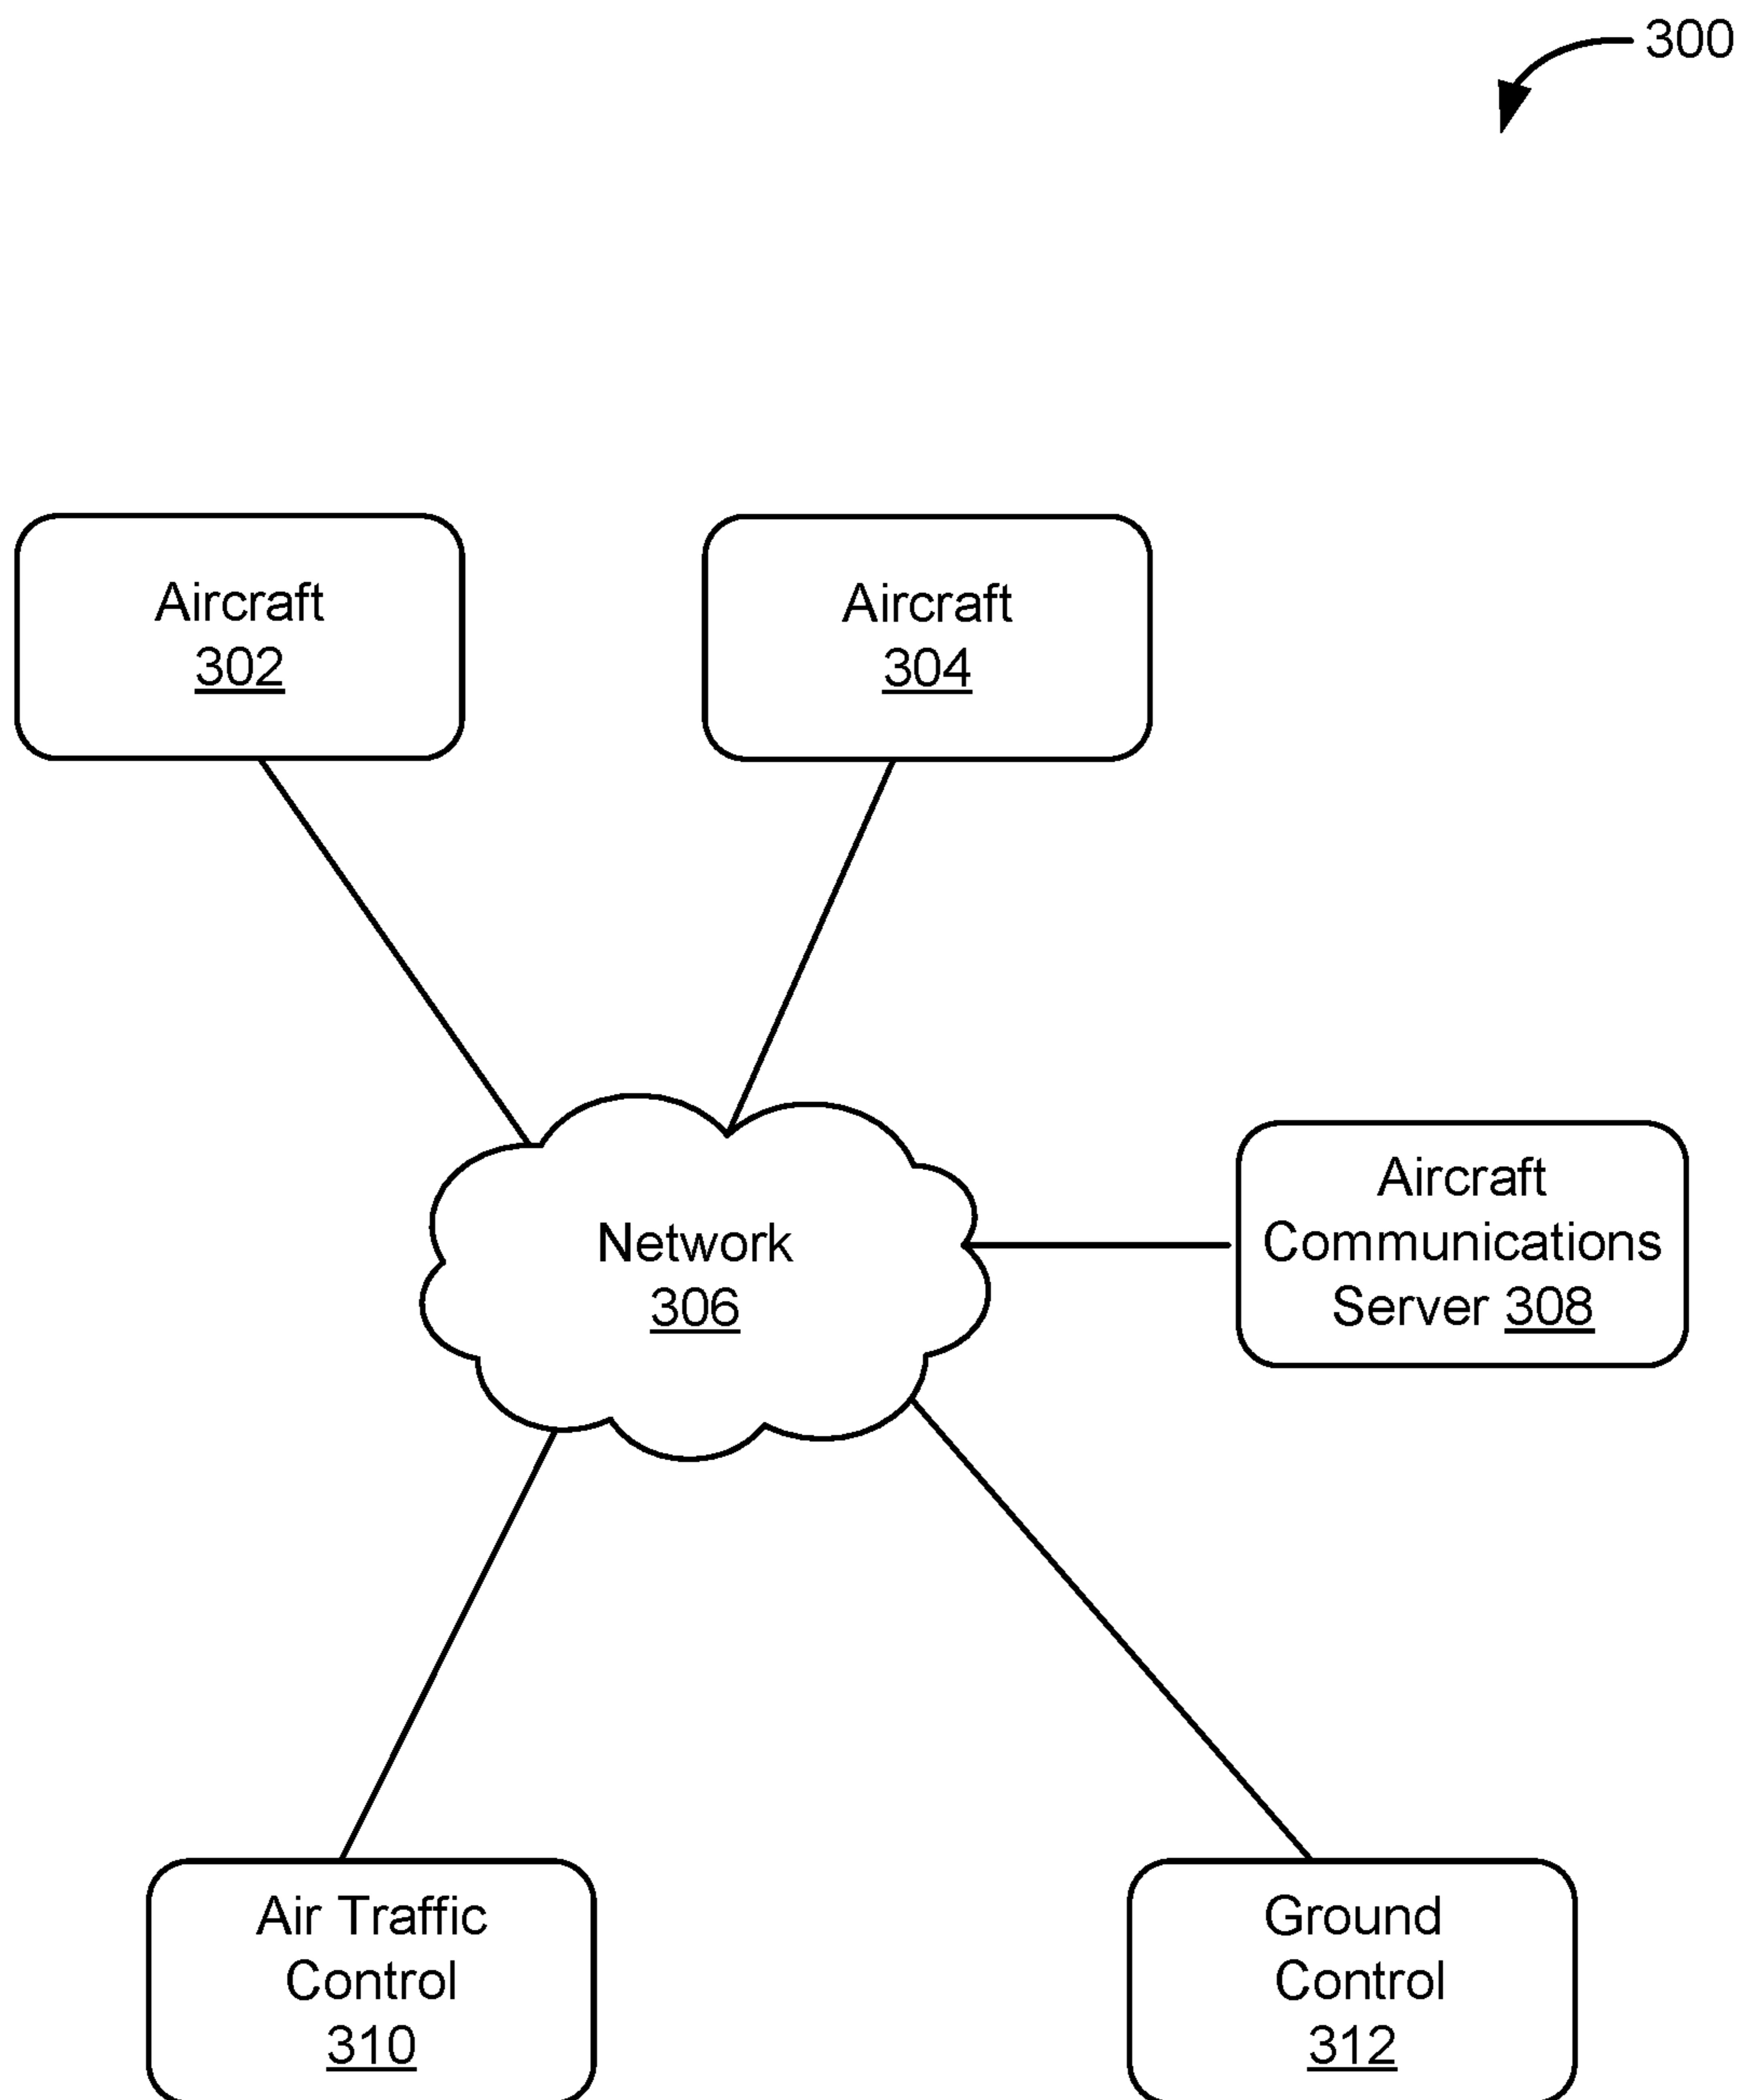 300
Aircraft
302
Aircraft
304
Network
306
Aircraft
Communications
Server 308
Air Traffic
Control
310
Ground
Control
312